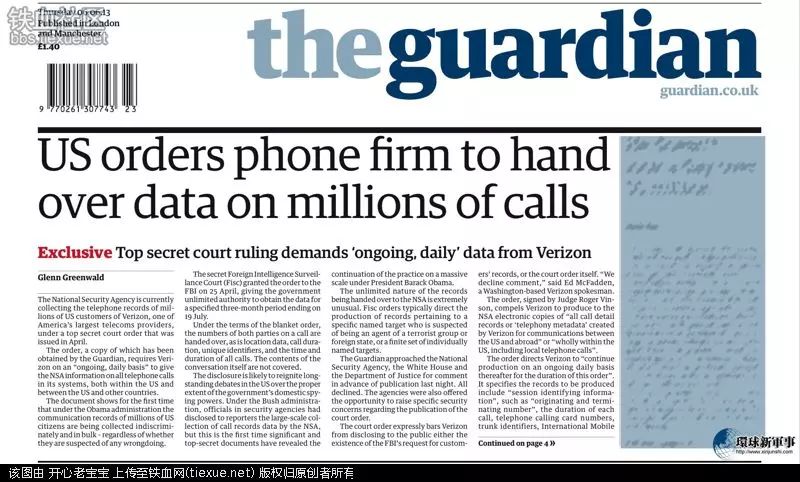 铁血社区
bbs.tiexue.net
Thursday 06.06.13
Published in London
and Manchester
£1.40
9 770261 307743 23
theguardian
guardian.co.uk
US orders phone firm to hand
over data on millions of calls
Exclusive Top secret court ruling demands ‘ongoing, daily’ data from Verizon
Glenn Greenwald
The National Security Agency is currently
collecting the telephone records of mil-
lions of US customers of Verizon, one of
America's largest telecoms providers,
under a top secret court order that was
issued in April.
The order, a copy of which has been
obtained by the Guardian, requires Veri-
zon on an “ongoing, daily basis” to give
the NSA information on all telephone calls
in its systems, both within the US and
between the US and other countries.
The document shows for the first time
that under the Obama administration the
communication records of millions of US
citizens are being collected indiscrimi-
nately and in bulk - regardless of whether
they are suspected of any wrongdoing.
The secret Foreign Intelligence Surveil-
lance Court (Fisc) granted the order to the
FBI on 25 April, giving the government
unlimited authority to obtain the data for
a specified three-month period ending on
19 July.
Under the terms of the blanket order,
the numbers of both parties on a call are
handed over, as is location data, call dura-
tion, unique identifiers, and the time and
duration of all calls. The contents of the
conversation itself are not covered.
The disclosure is likely to reignite long-
standing debates in the US over the proper
extent of the government's domestic spy-
ing powers. Under the Bush administra-
tion, officials in security agencies had
disclosed to reporters the large-scale col-
lection of call records data by the NSA,
but this is the first time significant and
top-secret documents have revealed the
continuation of the practice on a massive
scale under President Barack Obama.
The unlimited nature of the records
being handed over to the NSA is extremely
unusual. Fisc orders typically direct the
production of records pertaining to a
specific named target who is suspected
of being an agent of a terrorist group or
foreign state, or a finite set of individually
named targets.
The Guardian approached the National
Security Agency, the White House and
the Department of Justice for comment
in advance of publication last night. All
declined. The agencies were also offered
the opportunity to raise specific security
concerns regarding the publication of the
court order.
The court order expressly bars Verizon
from disclosing to the public either the
existence of the FBI's request for custom-
ers' records, or the court order itself. “We
decline comment,” said Ed McFadden,
a Washington-based Verizon spokesman.
The order, signed by Judge Roger Vin-
son, compels Verizon to produce to the
NSA electronic copies of “all call detail
records or ‘telephony metadata’ created
by Verizon for communications between
the US and abroad” or “wholly within the
US, including local telephone calls”.
The order directs Verizon to “continue
production on an ongoing daily basis
thereafter for the duration of this order”.
It specifies the records to be produced
include “session identifying informa-
tion”, such as “originating and termi-
nating number”, the duration of each
call, telephone calling card numbers,
trunk identifiers, International Mobile
Continued on page 4 »
環球新軍事
http://www.xinjunshi.com
该图由 开心老宝宝 上传至铁血网(tiexue.net) 版权归原创者所有